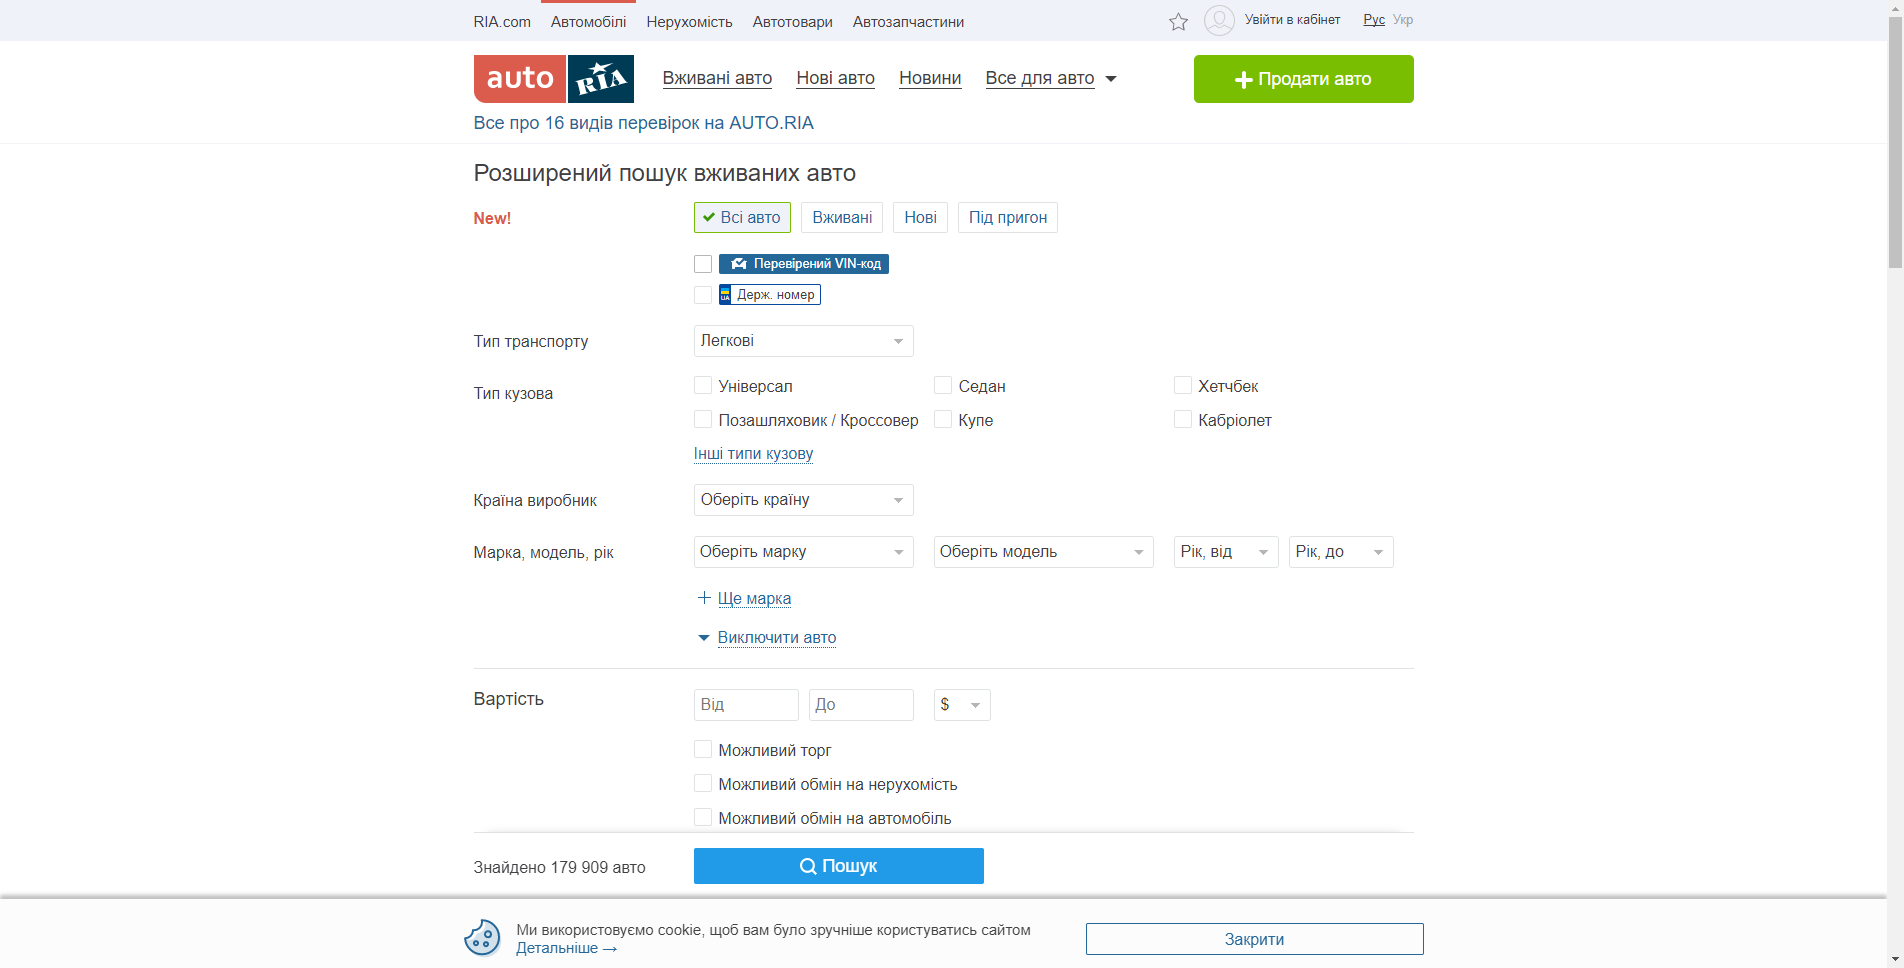 RIA.com Автомобілі Нерухомість Автотовари Автозапчастини Увійти в кабінет Рус Укр
auto RIA Вживані авто Нові авто Новини Все для авто Продати авто
Все про 16 видів перевірок на AUTO.RIA
Розширений пошук вживаних авто
New! Всі авто Вживані Нові Під пригон
Перевірений VIN-код
UA Держ. номер
Тип транспорту Легкові
Тип кузова Універсал Седан Хетчбек
Позашляховик / Кроссовер Купе Кабріолет
Інші типи кузову
Країна виробник Оберіть країну
Марка, модель, рік Оберіть марку Оберіть модель Рік, від Рік, до
Ще марка
Виключити авто
Вартість Від До $
Можливий торг
Можливий обмін на нерухомість
Можливий обмін на автомобіль
Знайдено 179 909 авто Пошук
Ми використовуємо cookie, щоб вам було зручніше користуватись сайтом
Детальніше → Закрити